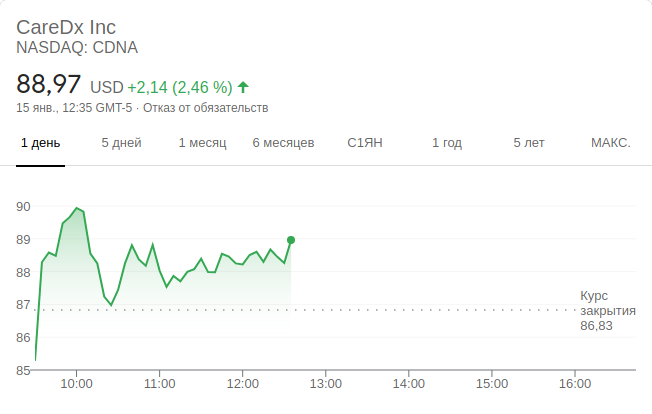 CareDx Inc
NASDAQ: CDNA
88,97 USD +2,14 (2,46 %)
15 янв., 12:35 GMT-5 · Отказ от обязательств
1 день 5 дней 1 месяц 6 месяцев С1ЯН 1 год 5 лет МАКС.
90
89
88
87
86
85
Курс
закрытия
86,83
10:00 11:00 12:00 13:00 14:00 15:00 16:00